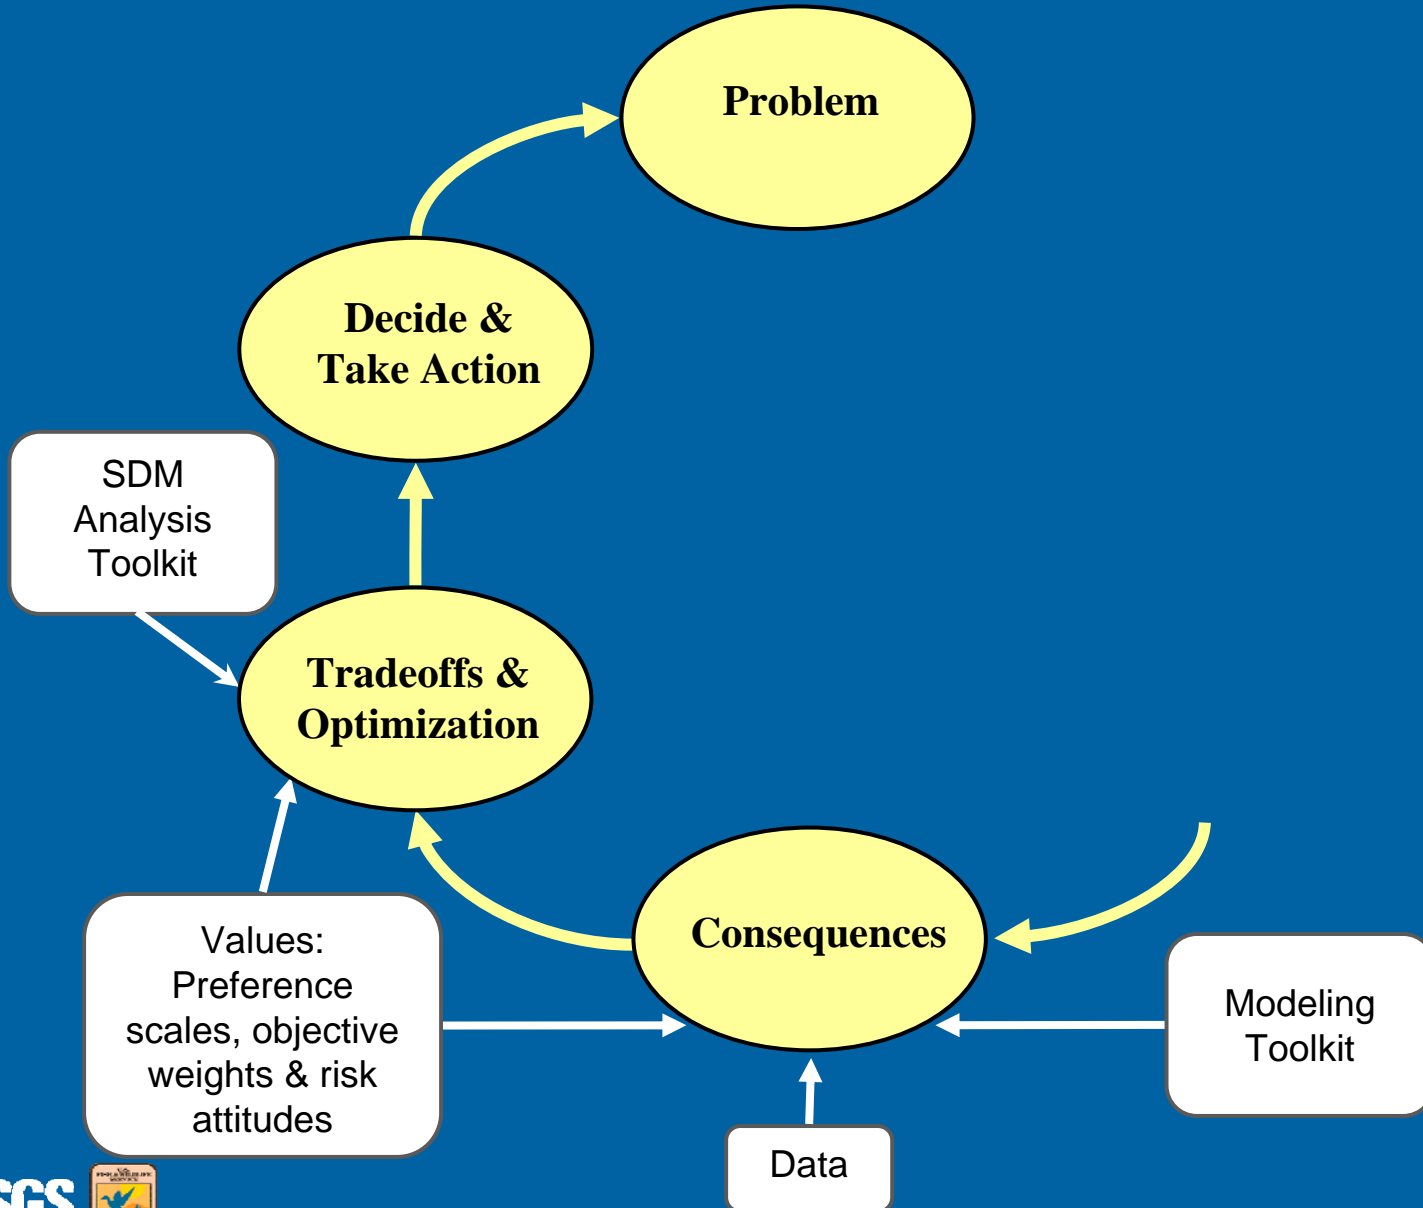 Problem
Decide &
Take Action
SDM
Analysis
Toolkit
Tradeoffs &
Optimization
Values:
Preference
scales, objective
weights & risk
attitudes
Consequences
Modeling
Toolkit
Data
SGS